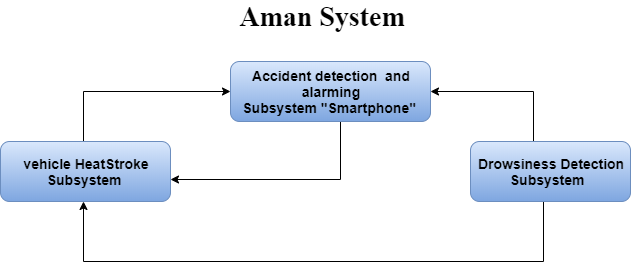 Aman System
Accident detection and
alarming
Subsystem "Smartphone"
vehicle HeatStroke
Subsystem
Drowsiness Detection
Subsystem